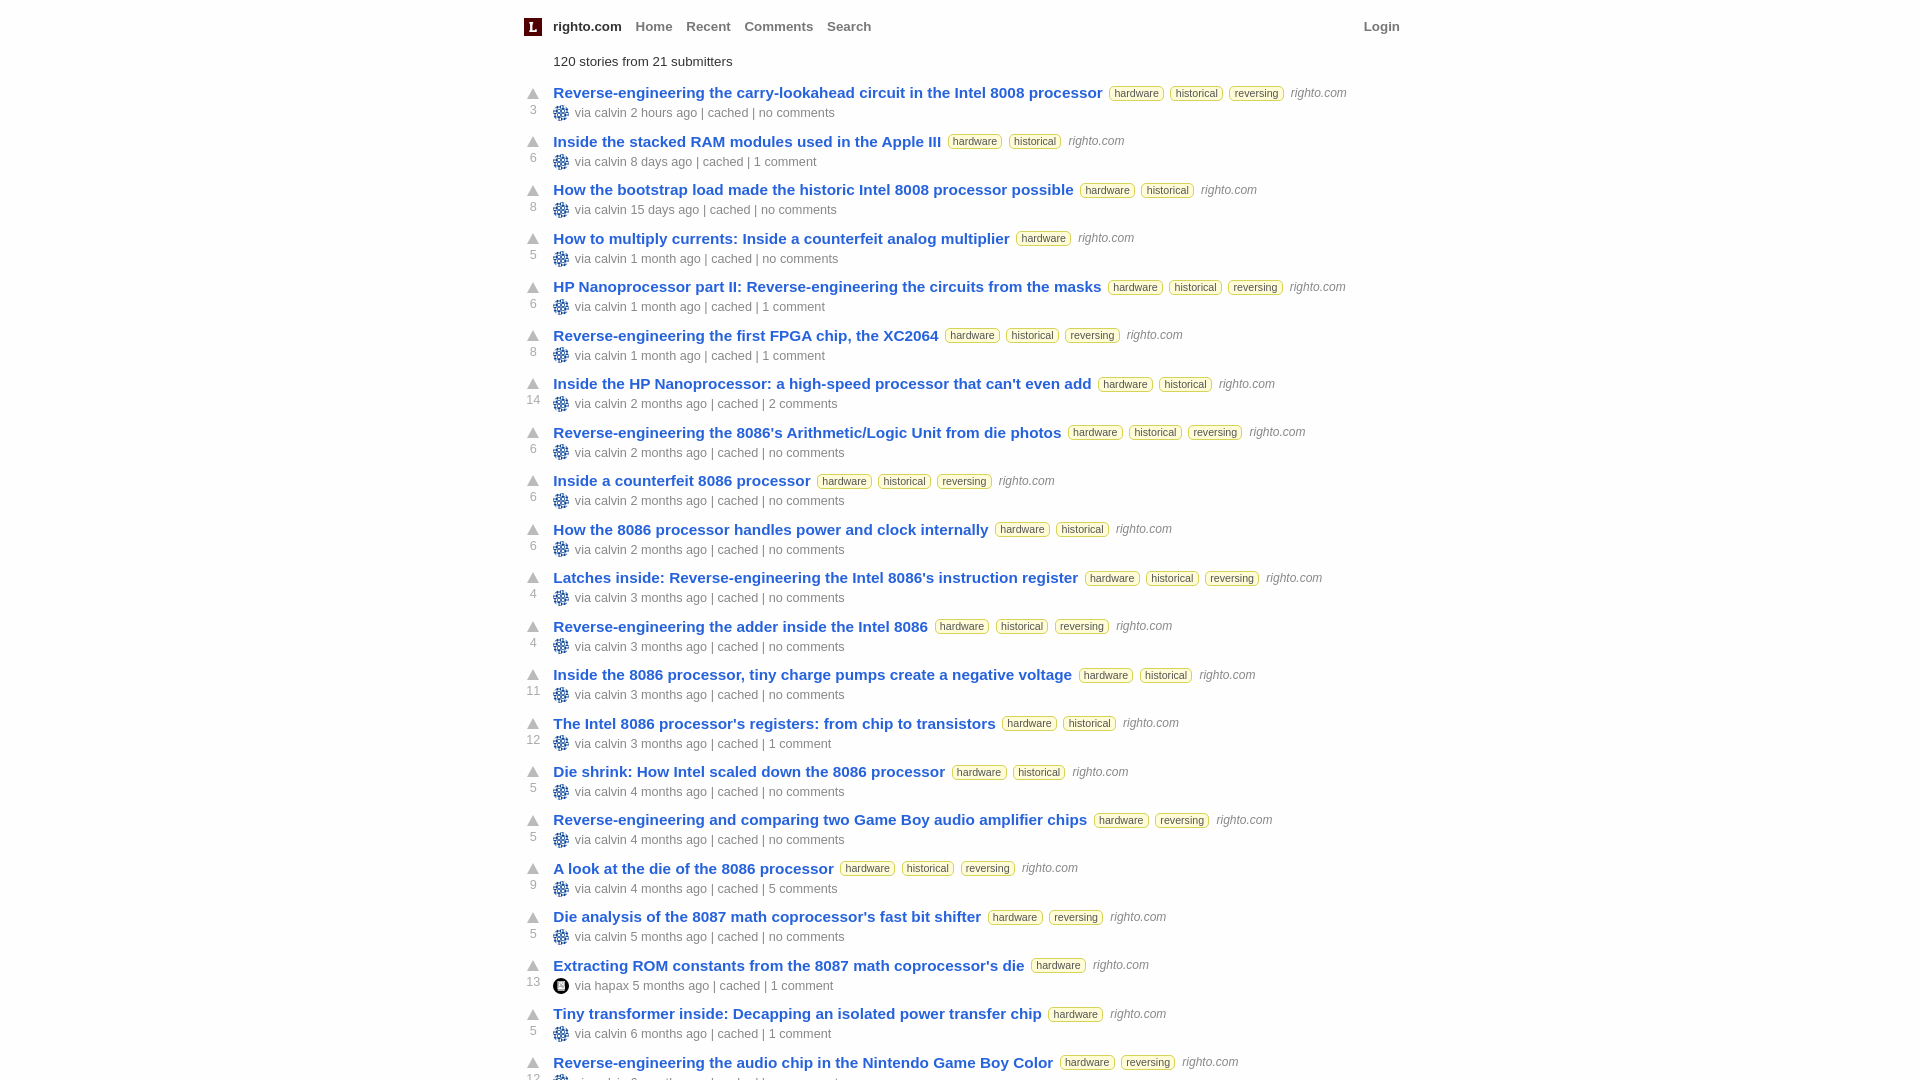 L righto.com Home Recent Comments Search Login
120 stories from 21 submitters
Reverse-engineering the carry-lookahead circuit in the Intel 8008 processor hardware historical reversing righto.com
3 via calvin 2 hours ago | cached | no comments
Inside the stacked RAM modules used in the Apple III hardware historical righto.com
6 via calvin 8 days ago | cached | 1 comment
How the bootstrap load made the historic Intel 8008 processor possible hardware historical righto.com
8 via calvin 15 days ago | cached | no comments
How to multiply currents: Inside a counterfeit analog multiplier hardware righto.com
5 via calvin 1 month ago | cached | no comments
HP Nanoprocessor part II: Reverse-engineering the circuits from the masks hardware historical reversing righto.com
6 via calvin 1 month ago | cached | 1 comment
Reverse-engineering the first FPGA chip, the XC2064 hardware historical reversing righto.com
8 via calvin 1 month ago | cached | 1 comment
Inside the HP Nanoprocessor: a high-speed processor that can't even add hardware historical righto.com
14 via calvin 2 months ago | cached | 2 comments
Reverse-engineering the 8086's Arithmetic/Logic Unit from die photos hardware historical reversing righto.com
6 via calvin 2 months ago | cached | no comments
Inside a counterfeit 8086 processor hardware historical reversing righto.com
6 via calvin 2 months ago | cached | no comments
How the 8086 processor handles power and clock internally hardware historical righto.com
6 via calvin 2 months ago | cached | no comments
Latches inside: Reverse-engineering the Intel 8086's instruction register hardware historical reversing righto.com
4 via calvin 3 months ago | cached | no comments
Reverse-engineering the adder inside the Intel 8086 hardware historical reversing righto.com
4 via calvin 3 months ago | cached | no comments
Inside the 8086 processor, tiny charge pumps create a negative voltage hardware historical righto.com
11 via calvin 3 months ago | cached | no comments
The Intel 8086 processor's registers: from chip to transistors hardware historical righto.com
12 via calvin 3 months ago | cached | 1 comment
Die shrink: How Intel scaled down the 8086 processor hardware historical righto.com
5 via calvin 4 months ago | cached | no comments
Reverse-engineering and comparing two Game Boy audio amplifier chips hardware reversing righto.com
5 via calvin 4 months ago | cached | no comments
A look at the die of the 8086 processor hardware historical reversing righto.com
9 via calvin 4 months ago | cached | 5 comments
Die analysis of the 8087 math coprocessor's fast bit shifter hardware reversing righto.com
5 via calvin 5 months ago | cached | no comments
Extracting ROM constants from the 8087 math coprocessor's die hardware righto.com
13 via hapax 5 months ago | cached | 1 comment
Tiny transformer inside: Decapping an isolated power transfer chip hardware righto.com
5 via calvin 6 months ago | cached | 1 comment
Reverse-engineering the audio chip in the Nintendo Game Boy Color hardware reversing righto.com
12